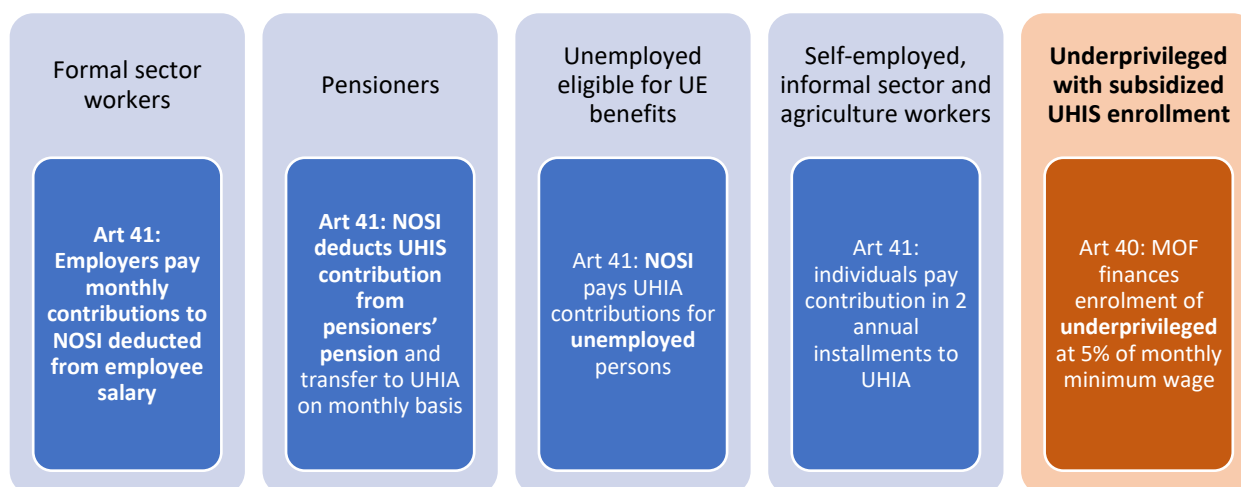 Formal sector
workers
Art 41:
Employers pay
monthly
contributions to
NOSI deducted
from employee
salary
Pensioners
Art 41: NOSI
deducts UHIS
contribution
from
pensioners’
pension and
transfer to UHIA
on monthly basis
Unemployed
eligible for UE
benefits
Art 41: NOSI
pays UHIA
contributions for
unemployed
persons
Self-employed,
informal sector and
agriculture workers
Art 41:
individuals pay
contribution in 2
annual
installments to
UHIA
Underprivileged
with subsidized
UHIS enrollment
Art 40: MOF
finances
enrolment of
underprivileged
at 5% of monthly
minimum wage